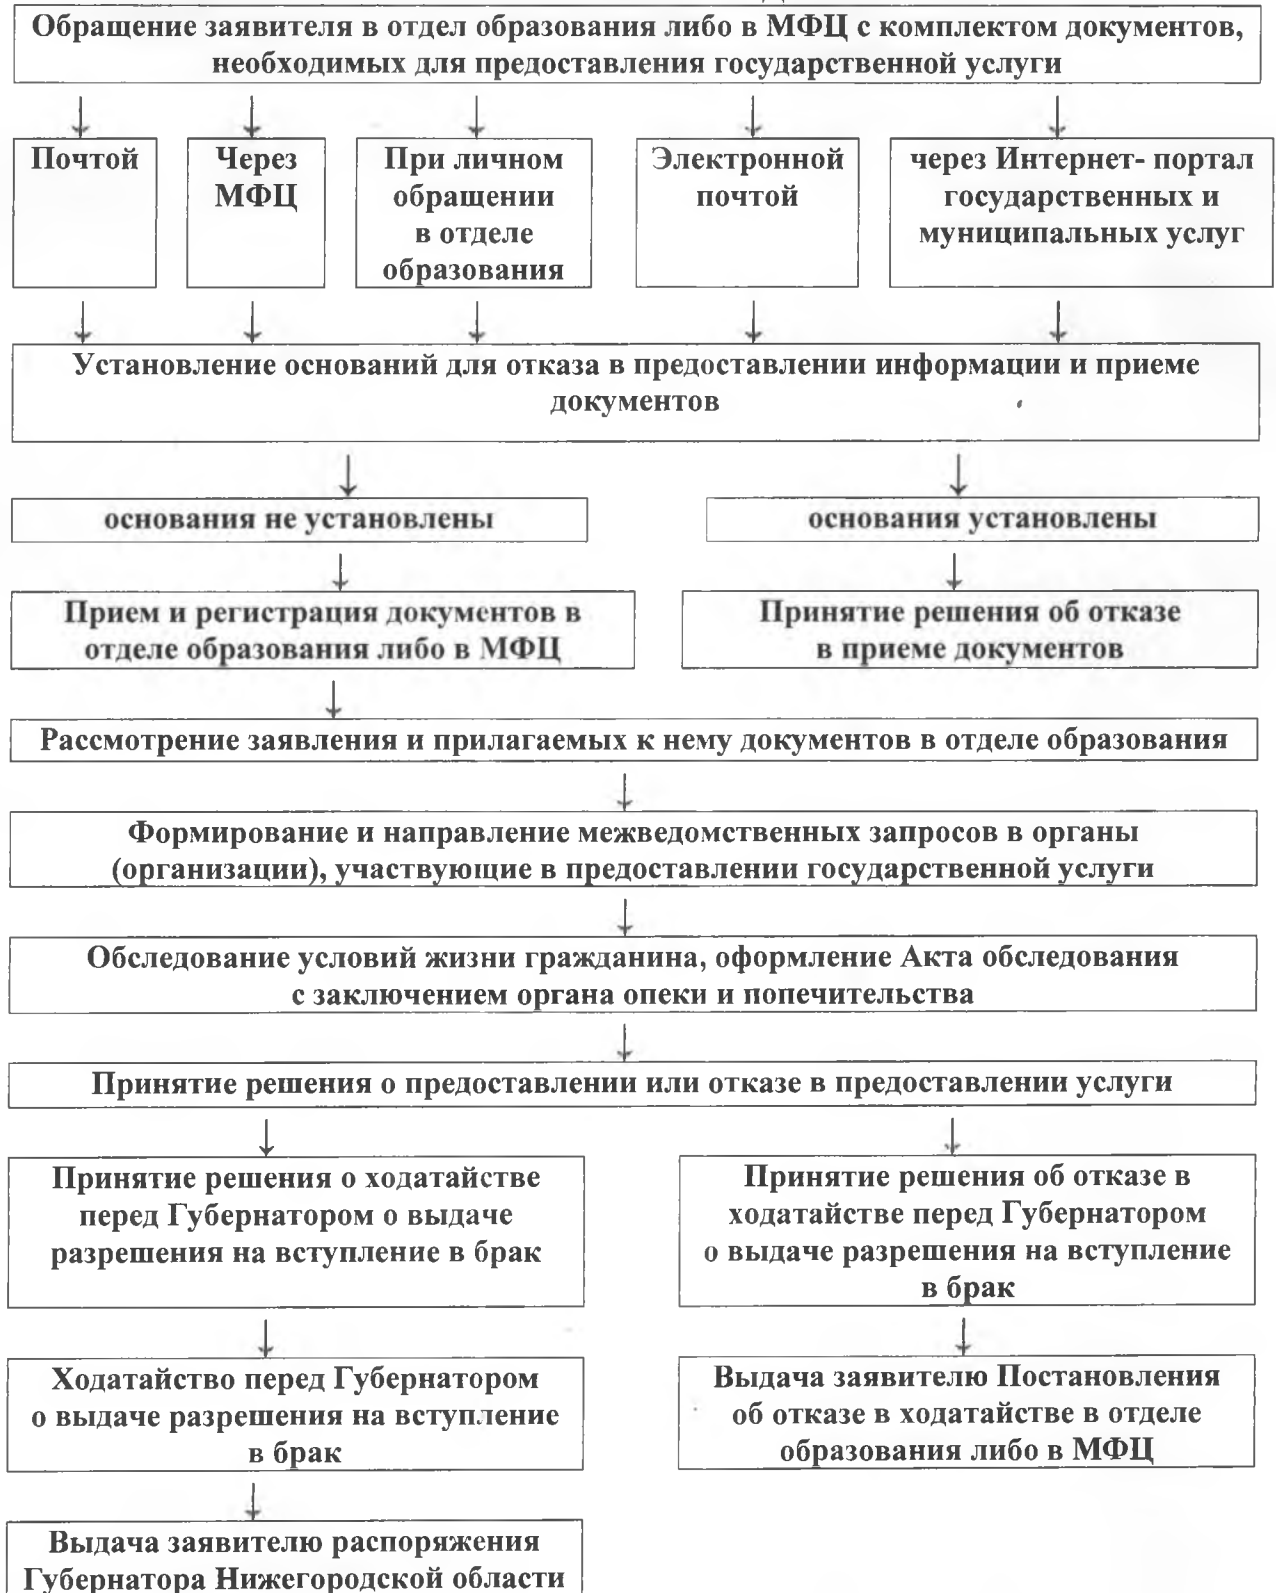 Обращение заявителя в отдел образования либо в МФЦ с комплектом документов,
необходимых для предоставления государственной услуги
Почтой
Через
МФЦ
При личном
обращении
в отделе
образования
Электронной
почтой
через Интернет- портал
государственных и
муниципальных услуг
Установление оснований для отказа в предоставлении информации и приеме
документов
основания не установлены
основания установлены
Прием и регистрация документов в
отделе образования либо в МФЦ
Принятие решения об отказе
в приеме документов
Рассмотрение заявления и прилагаемых к нему документов в отделе образования
Формирование и направление межведомственных запросов в органы
(организации), участвующие в предоставлении государственной услуги
Обследование условий жизни гражданина, оформление Акта обследования
с заключением органа опеки и попечительства
Принятие решения о предоставлении или отказе в предоставлении услуги
Принятие решения о ходатайстве
перед Губернатором о выдаче
разрешения на вступление в брак
Принятие решения об отказе в
ходатайстве перед Губернатором
о выдаче разрешения на вступление
в брак
Ходатайство перед Губернатором
о выдаче разрешения на вступление
в брак
Выдача заявителю Постановления
об отказе в ходатайстве в отделе
образования либо в МФЦ
Выдача заявителю распоряжения
Губернатора Нижегородской области